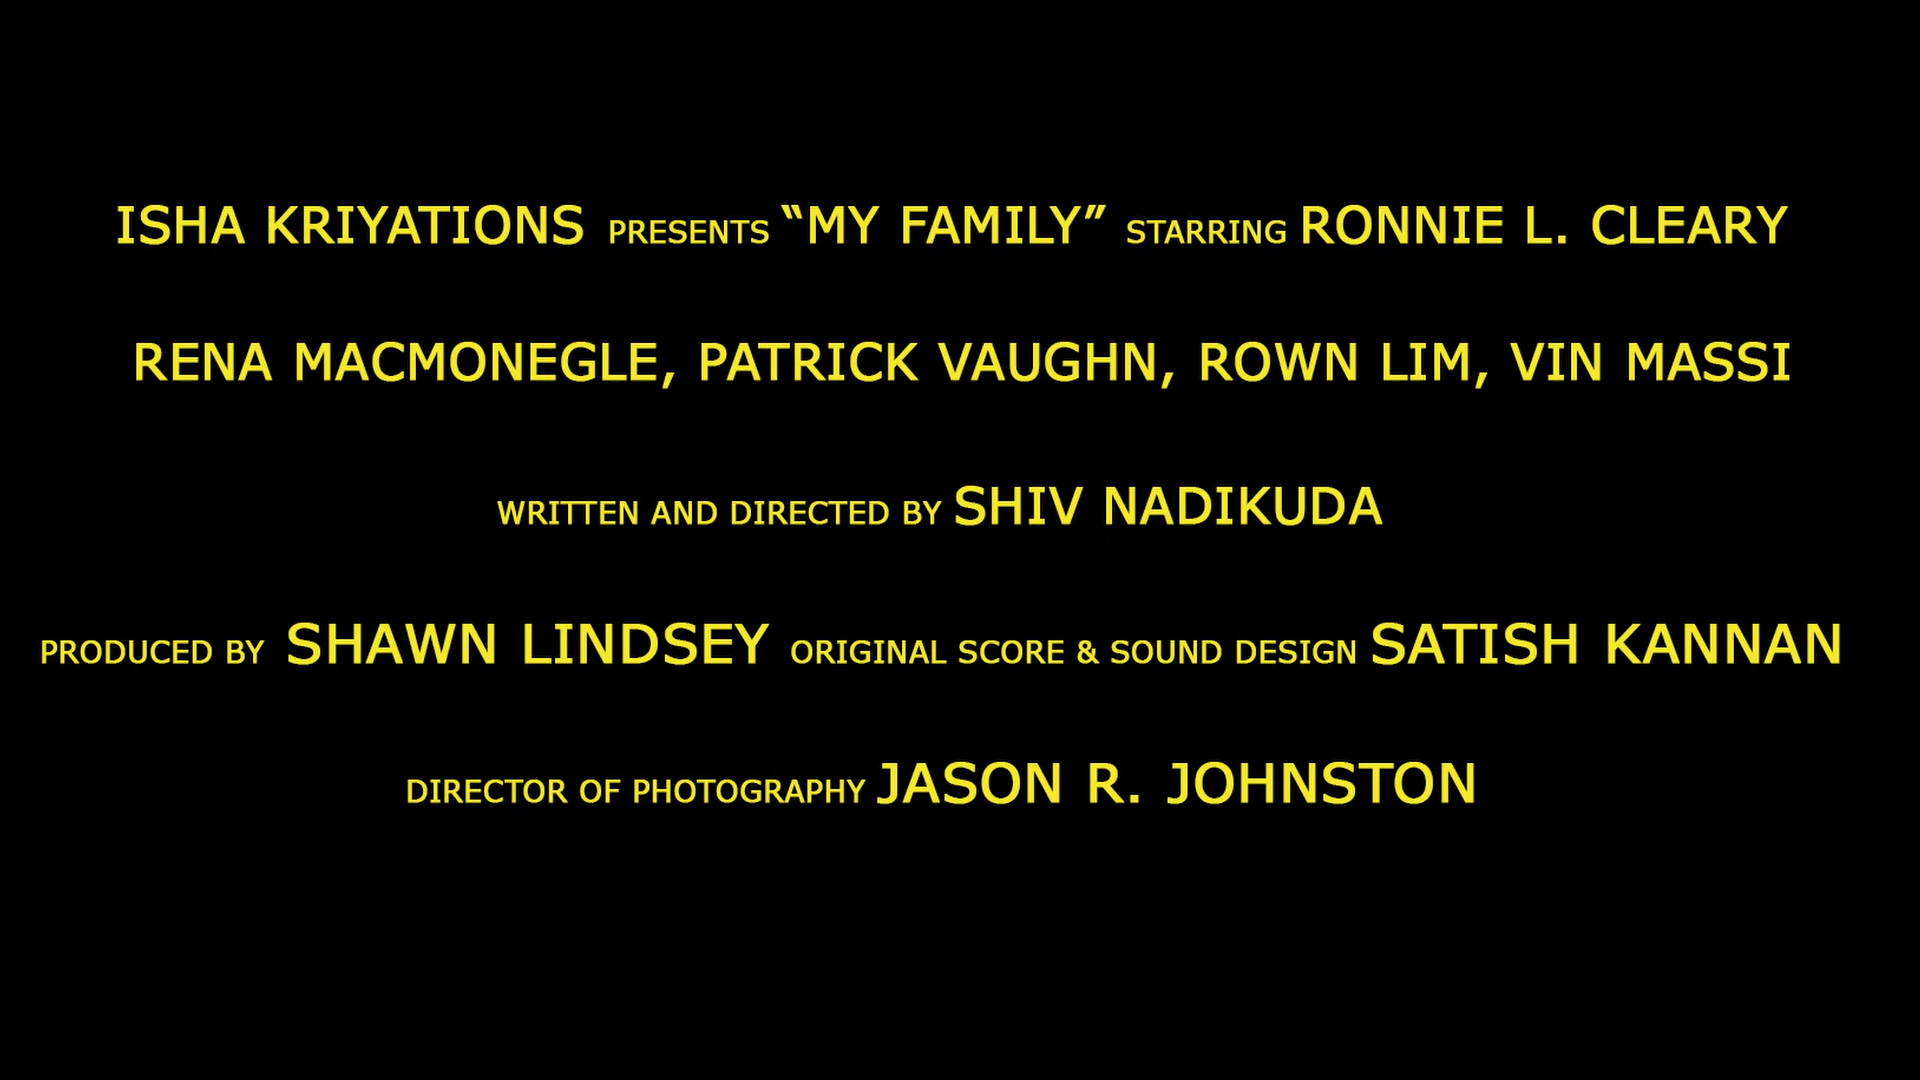 ISHA KRIYATIONS PRESENTS “MY FAMILY” STARRING RONNIE L. CLEARY
RENA MACMONEGLE, PATRICK VAUGHN, ROWN LIM, VIN MASSI
WRITTEN AND DIRECTED BY SHIV NADIKUDA
PRODUCED BY SHAWN LINDSEY ORIGINAL SCORE & SOUND DESIGN SATISH KANNAN
DIRECTOR OF PHOTOGRAPHY JASON R. JOHNSTON